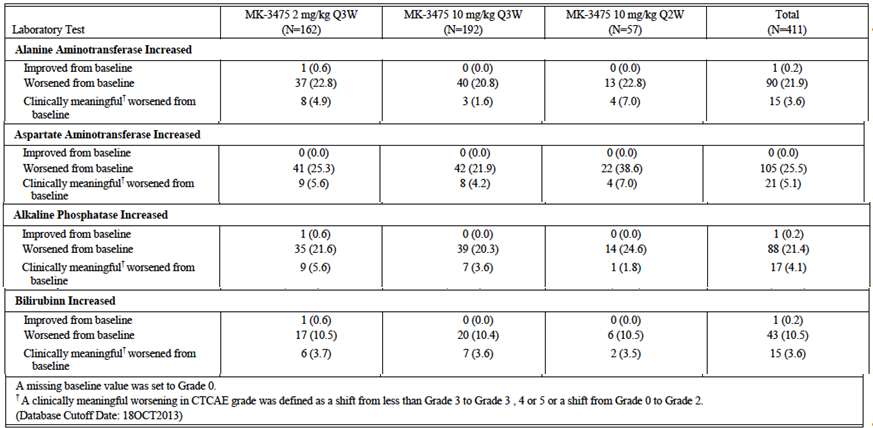 MK-3475 2 mg/kg Q3W MK-3475 10 mg/kg Q3W MK-3475 10 mg/kg Q2W Total
Laboratory Test (N=162) (N=192) (N=57) (N=411)
Alanine Aminotransferase Increased
Improved from baseline 1 (0.6) 0 (0.0) 0 (0.0) 1 (0.2)
Worsened from baseline 37 (22.8) 40 (20.8) 13 (22.8) 90 (21.9)
Clinically meaningful† worsened from 8 (4.9) 3 (1.6) 4 (7.0) 15 (3.6)
baseline
Aspartate Aminotransferase Increased
Improved from baseline 0 (0.0) 0 (0.0) 0 (0.0) 0 (0.0)
Worsened from baseline 41 (25.3) 42 (21.9) 22 (38.6) 105 (25.5)
Clinically meaningful† worsened from 9 (5.6) 8 (4.2) 4 (7.0) 21 (5.1)
baseline
Alkaline Phosphatase Increased
Improved from baseline 1 (0.6) 0 (0.0) 0 (0.0) 1 (0.2)
Worsened from baseline 35 (21.6) 39 (20.3) 14 (24.6) 88 (21.4)
Clinically meaningful† worsened from 9 (5.6) 7 (3.6) 1 (1.8) 17 (4.1)
baseline
Bilirubinn Increased
Improved from baseline 1 (0.6) 0 (0.0) 0 (0.0) 1 (0.2)
Worsened from baseline 17 (10.5) 20 (10.4) 6 (10.5) 43 (10.5)
Clinically meaningful† worsened from 6 (3.7) 7 (3.6) 2 (3.5) 15 (3.6)
baseline
A missing baseline value was set to Grade 0.
† A clinically meaningful worsening in CTCAE grade was defined as a shift from less than Grade 3 to Grade 3 , 4 or 5 or a shift from Grade 0 to Grade 2.
(Database Cutoff Date: 18OCT2013)